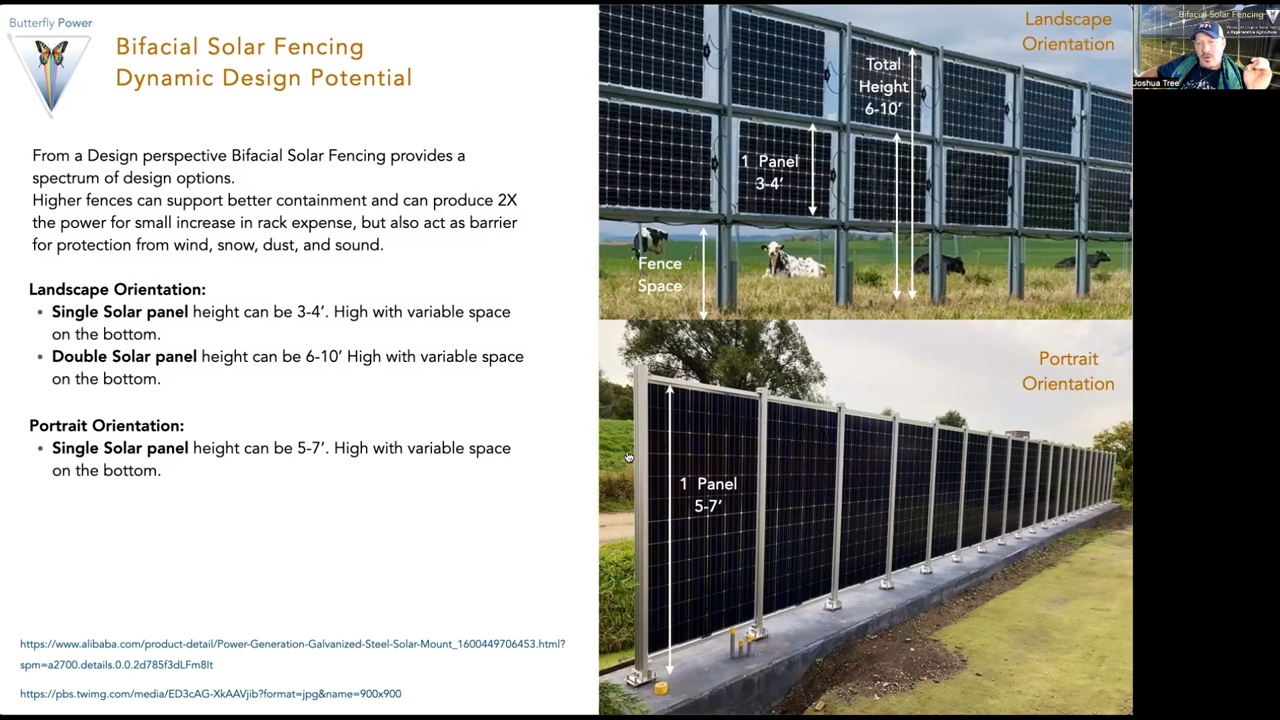 Butterfly Power
Bifacial Solar Fencing
Dynamic Design Potential
From a Design perspective Bifacial Solar Fencing provides a
spectrum of design options.
Higher fences can support better containment and can produce 2X
the power for small increase in rack expense, but also act as barrier
for protection from wind, snow, dust, and sound.
Landscape Orientation:
• Single Solar panel height can be 3-4’. High with variable space
on the bottom.
• Double Solar panel height can be 6-10’ High with variable space
on the bottom.
Portrait Orientation:
• Single Solar panel height can be 5-7’. High with variable space
on the bottom.
https://www.alibaba.com/product-detail/Power-Generation-Galvanized-Steel-Solar-Mount_1600449706453.html?
spm=a2700.details.0.0.2d785f3dLFm8It
https://pbs.twimg.com/media/ED3cAG-XkAAVjib?format=jpg&name=900x900
Landscape
Orientation
Total
Height
6-10’
1 Panel
3-4’
Fence
Space
Portrait
Orientation
1 Panel
5-7’
Bifacial Solar Fencing
& Regenerative Agriculture
Joshua Tree